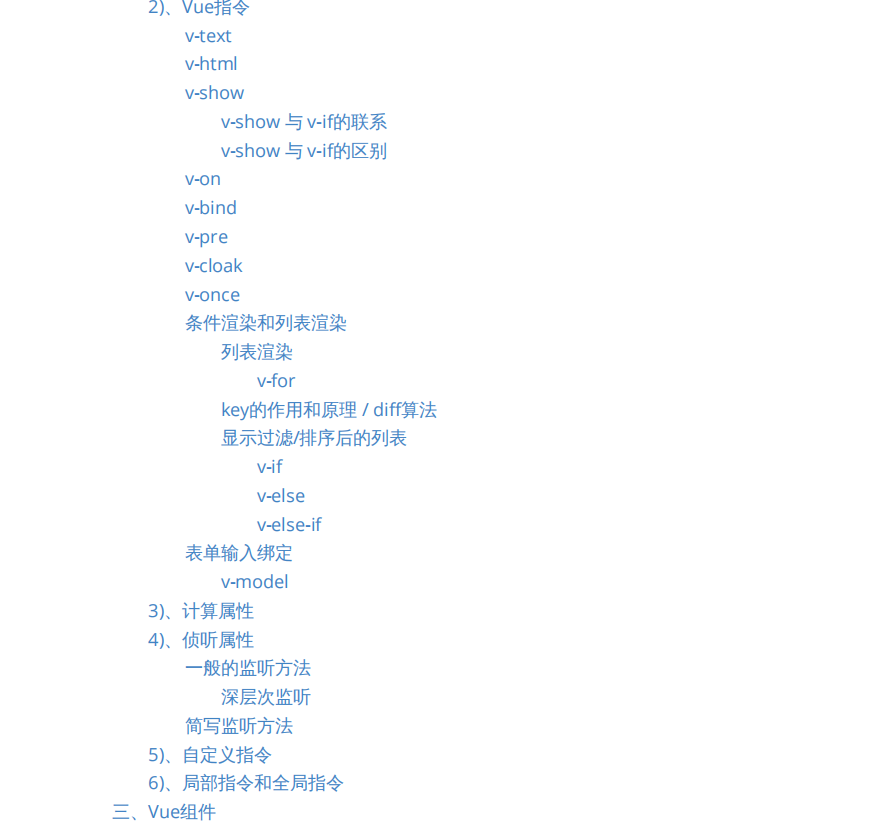 2)、Vue指令
v-text
v-html
v-show
v-show 与 v-if的联系
v-show 与 v-if的区别
v-on
v-bind
v-pre
v-cloak
v-once
条件渲染和列表渲染
列表渲染
v-for
key的作用和原理 / diff算法
显示过滤/排序后的列表
v-if
v-else
v-else-if
表单输入绑定
v-model
3)、计算属性
4)、侦听属性
一般的监听方法
深层次监听
简写监听方法
5)、自定义指令
6)、局部指令和全局指令
三、Vue组件